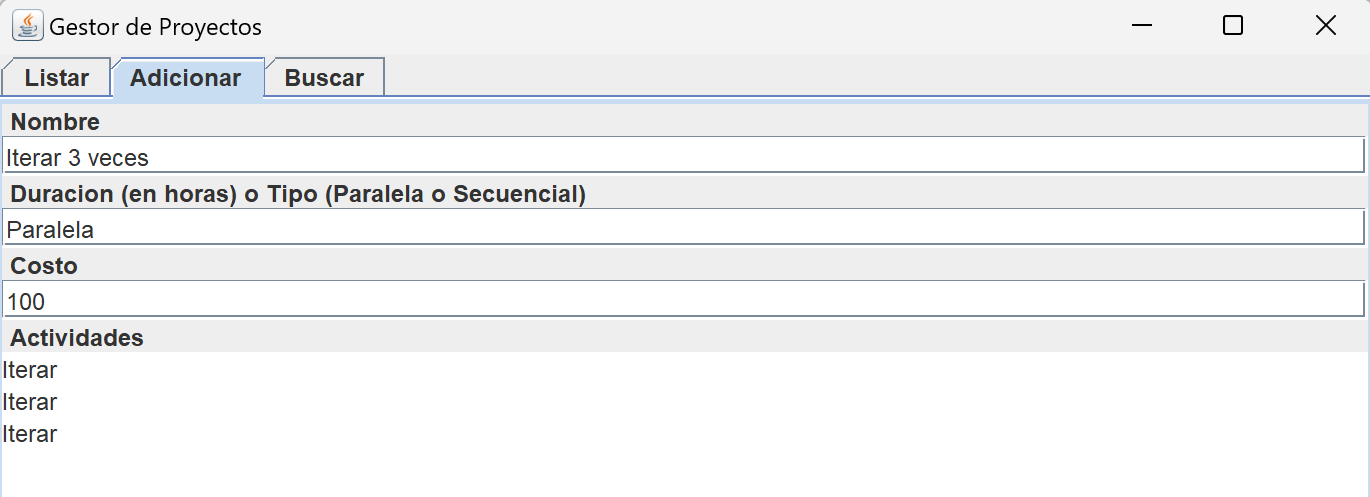 Gestor de Proyectos
Listar Adicionar Buscar
Nombre
Iterar 3 veces
Duracion (en horas) o Tipo (Paralela o Secuencial)
Paralela
Costo
100
Actividades
Iterar
Iterar
Iterar